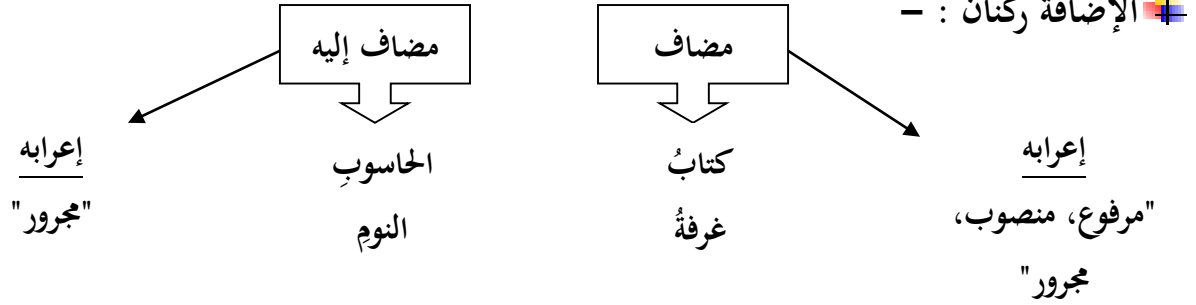 الإضافة ركنان : –
مضاف
مضاف إليه
إعرابه
"مرفوع، منصوب،
مجرور"
كتابُ
غرفةُ
الحاسوبِ
النومِ
إعرابه
"مجرور"